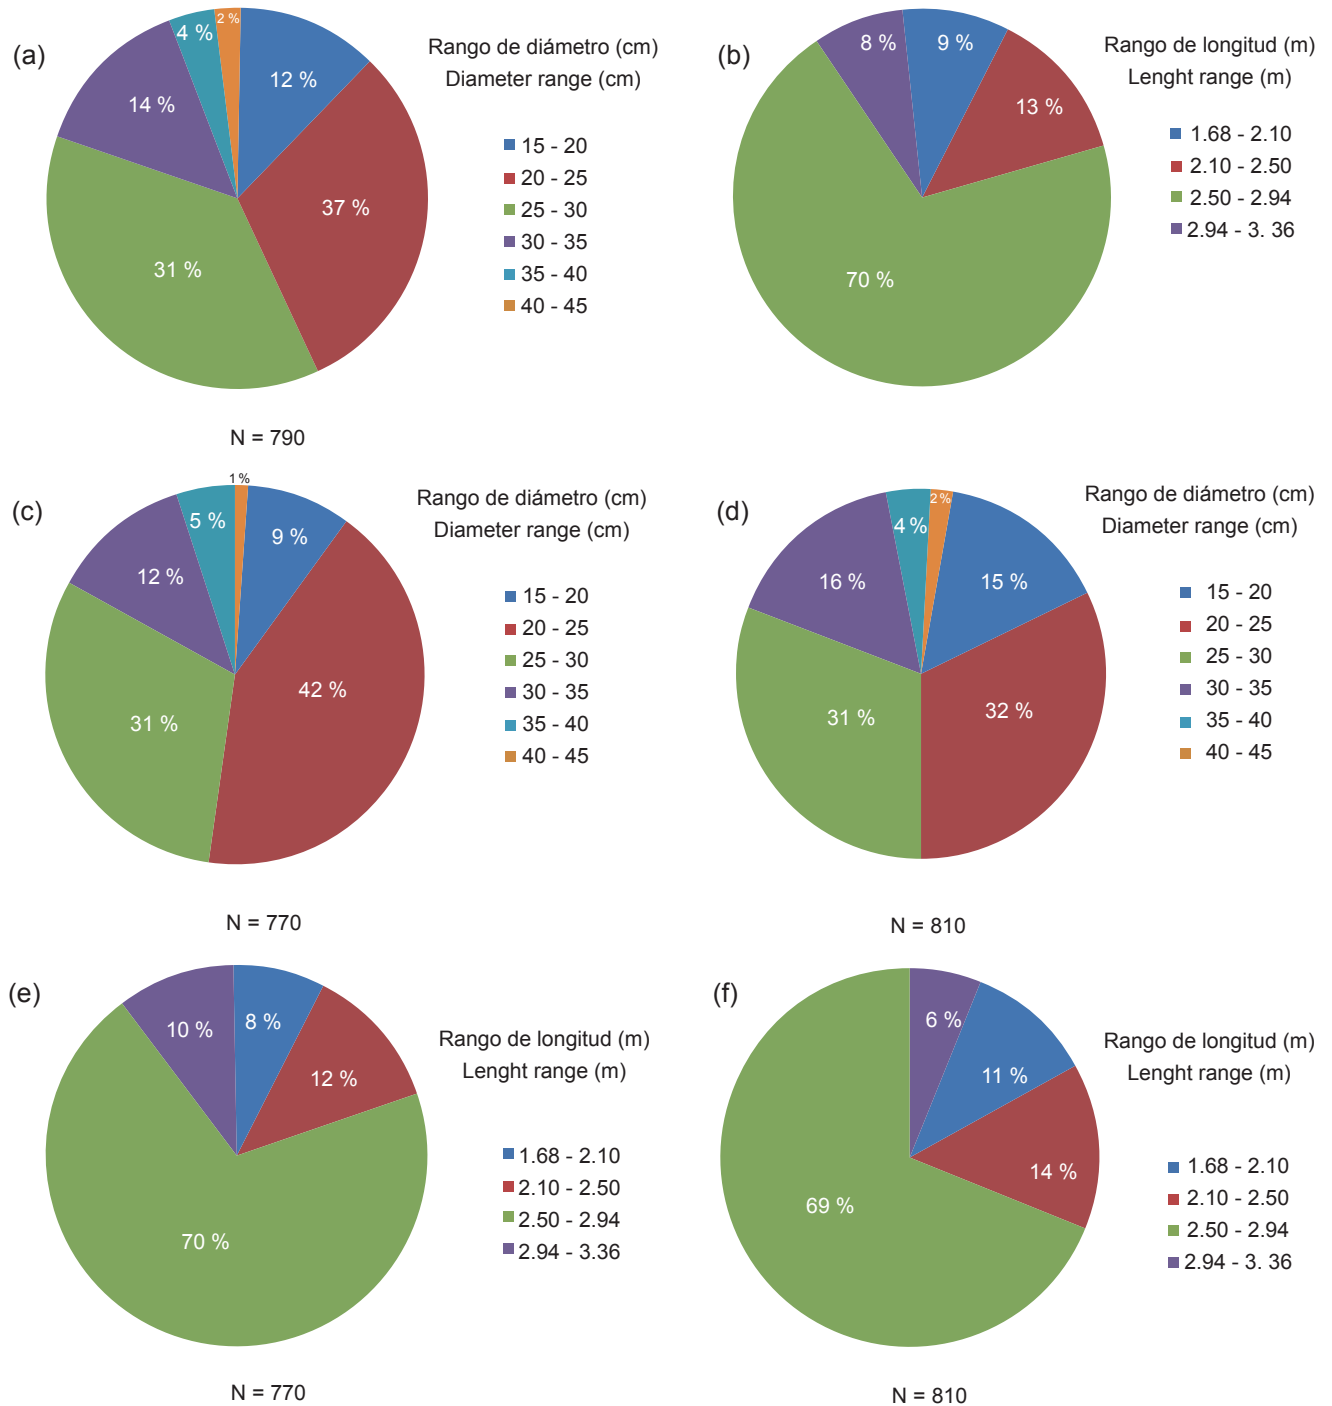 (a)
2 %
4 %
12 %
14 %
37 %
31 %
Rango de diámetro (cm)
Diameter range (cm)
15 - 20
20 - 25
25 - 30
30 - 35
35 - 40
40 - 45
N = 790
(b)
8 %
9 %
13 %
70 %
Rango de longitud (m)
Lenght range (m)
1.68 - 2.10
2.10 - 2.50
2.50 - 2.94
2.94 - 3. 36
(c)
1 %
5 %
9 %
12 %
42 %
31 %
Rango de diámetro (cm)
Diameter range (cm)
15 - 20
20 - 25
25 - 30
30 - 35
35 - 40
40 - 45
N = 770
(d)
2 %
4 %
15 %
16 %
32 %
31 %
Rango de diámetro (cm)
Diameter range (cm)
15 - 20
20 - 25
25 - 30
30 - 35
35 - 40
40 - 45
N = 810
(e)
10 %
8 %
12 %
70 %
Rango de longitud (m)
Lenght range (m)
1.68 - 2.10
2.10 - 2.50
2.50 - 2.94
2.94 - 3.36
N = 770
(f)
6 %
11 %
14 %
69 %
Rango de longitud (m)
Lenght range (m)
1.68 - 2.10
2.10 - 2.50
2.50 - 2.94
2.94 - 3. 36
N = 810